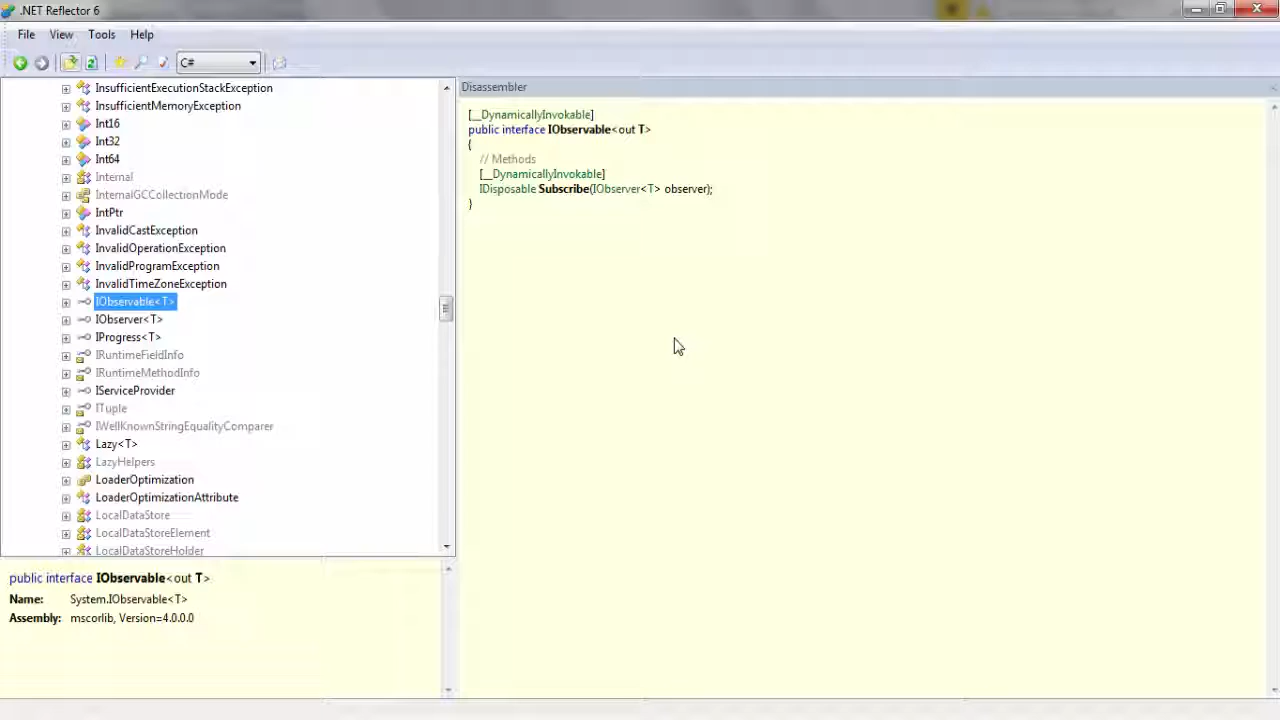 .NET Reflector 6
File View Tools Help
C#
InsufficientExecutionStackException
InsufficientMemoryException
Int16
Int32
Int64
Internal
InternalGCCollectionMode
IntPtr
InvalidCastException
InvalidOperationException
InvalidProgramException
InvalidTimeZoneException
IObservable<T>
IObserver<T>
IProgress<T>
IRuntimeFieldInfo
IRuntimeMethodInfo
IServiceProvider
ITuple
IWellKnownStringEqualityComparer
Lazy<T>
LazyHelpers
LoaderOptimization
LoaderOptimizationAttribute
LocalDataStore
LocalDataStoreElement
LocalDataStoreHolder
public interface IObservable<out T>
Name: System.IObservable<T>
Assembly: mscorlib, Version=4.0.0.0
Disassembler
[__DynamicallyInvokable]
public interface IObservable<out T>
{
// Methods
[__DynamicallyInvokable]
IDisposable Subscribe(IObserver<T> observer);
}